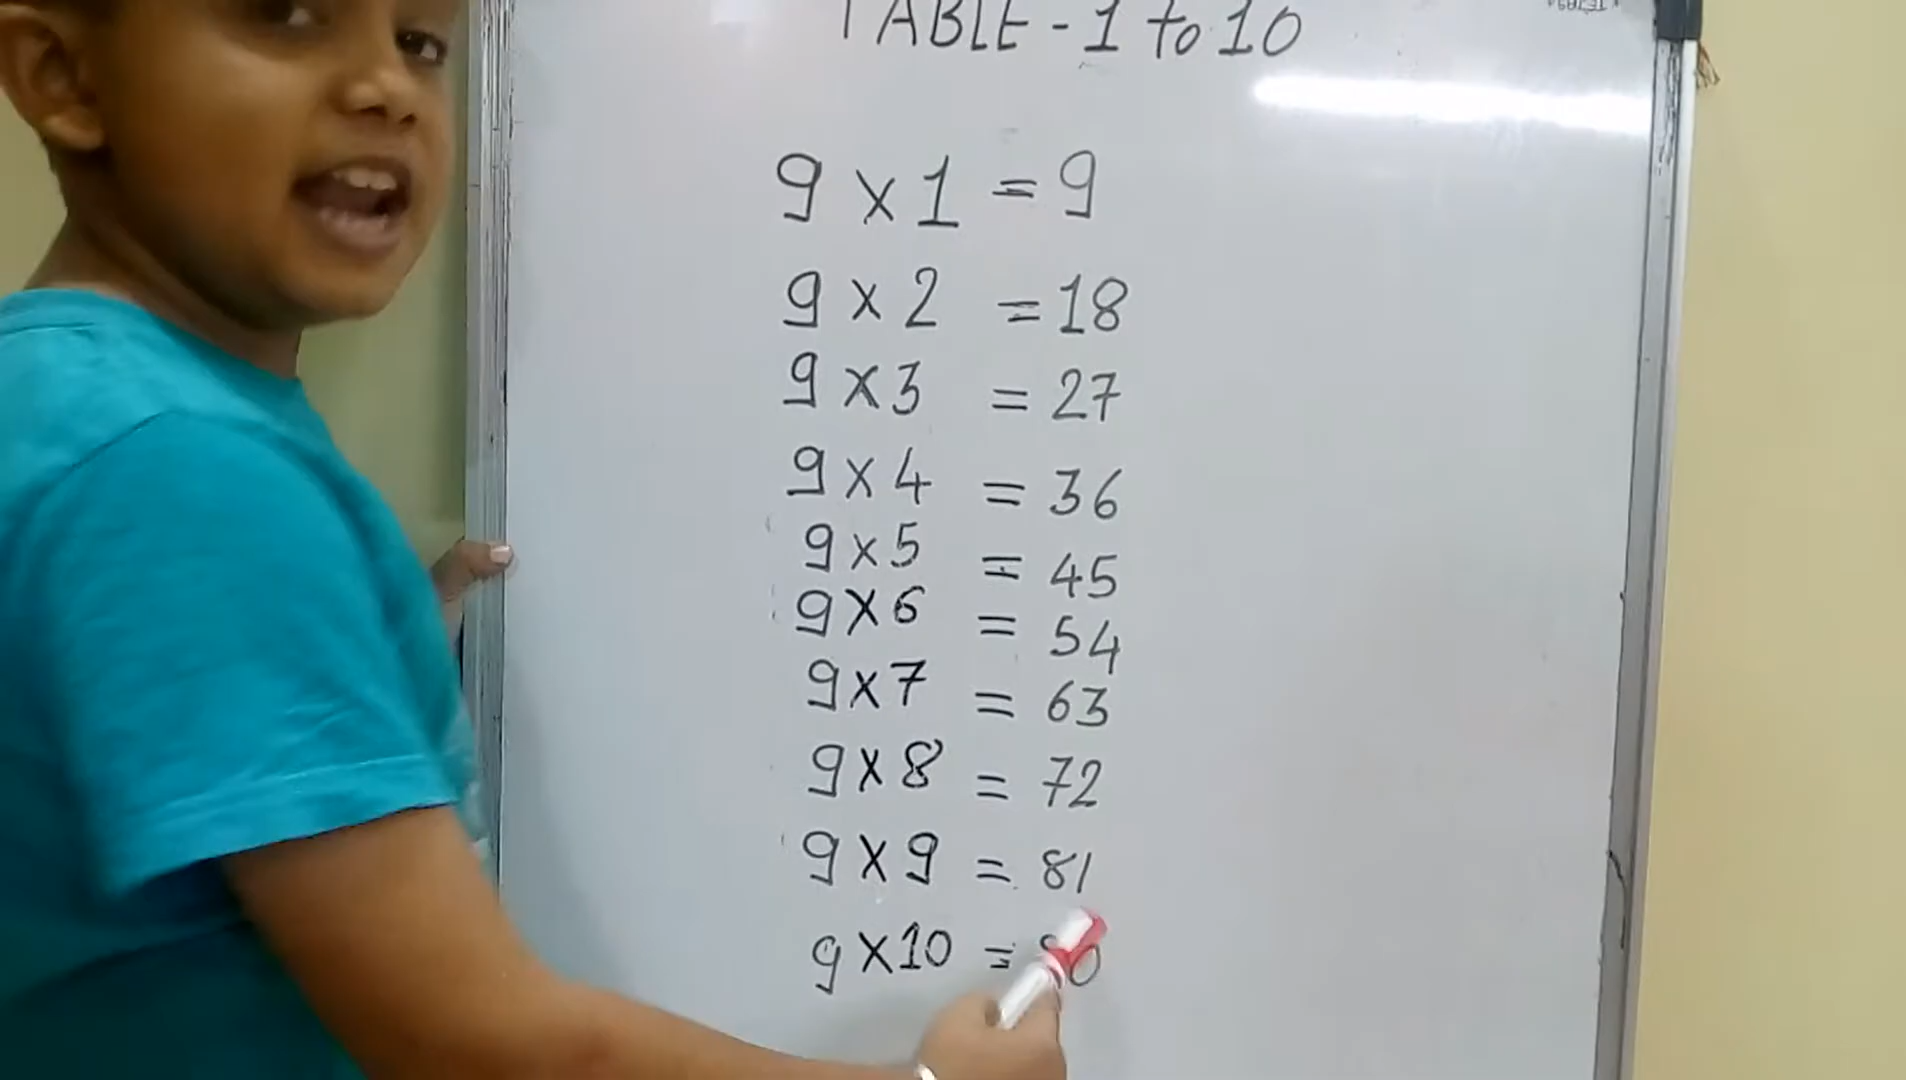 TABLE - 1 to 10
9 x 1 = 9
9 x 2 = 18
9 x 3 = 27
9 x 4 = 36
9 x 5 = 45
9 x 6 = 54
9 x 7 = 63
9 x 8 = 72
9 x 9 = 81
9 x 10 =